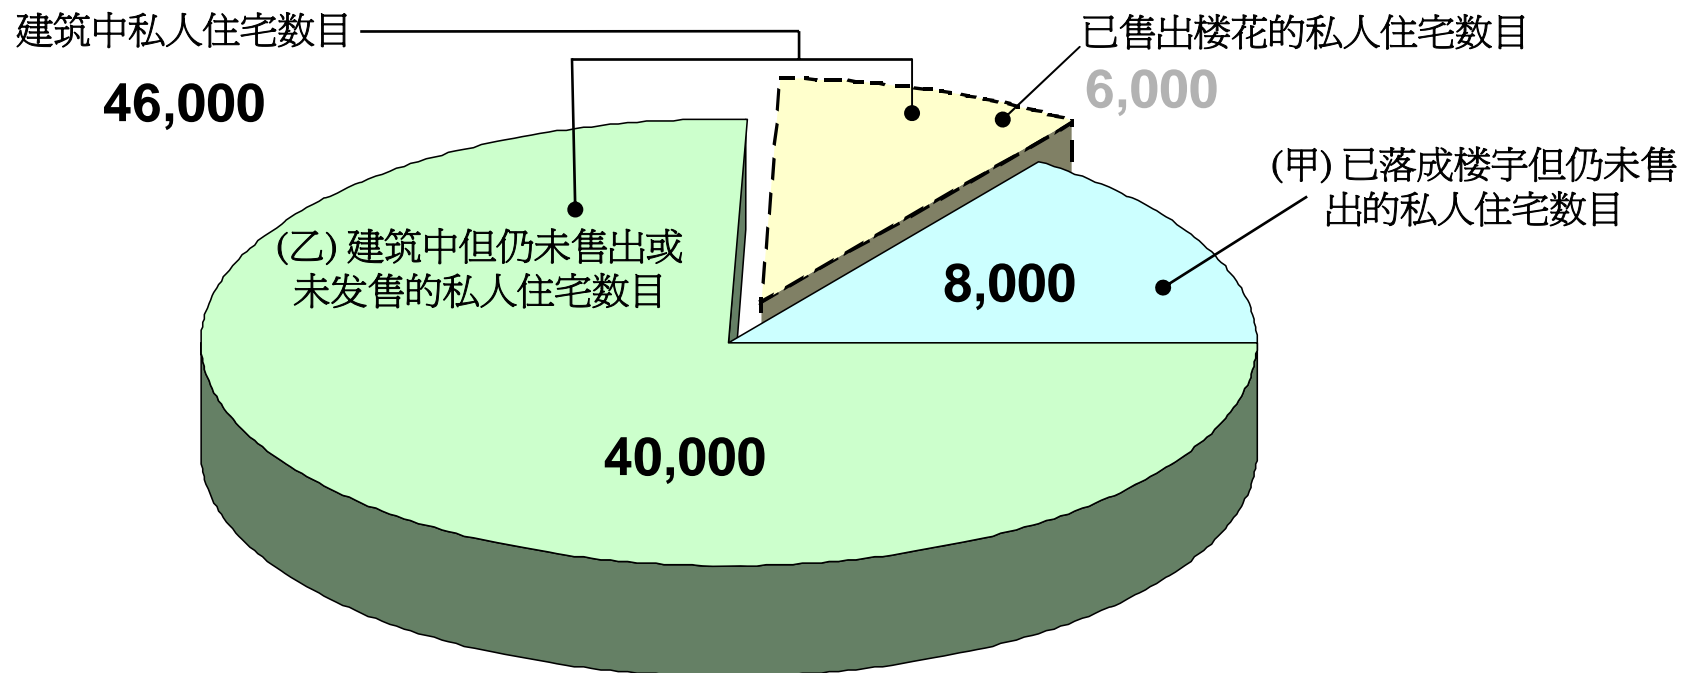 建筑中私人住宅数目
46,000
已售出楼花的私人住宅数目
6,000
(甲) 已落成楼宇但仍未售
出的私人住宅数目
8,000
(乙) 建筑中但仍未售出或
未发售的私人住宅数目
40,000